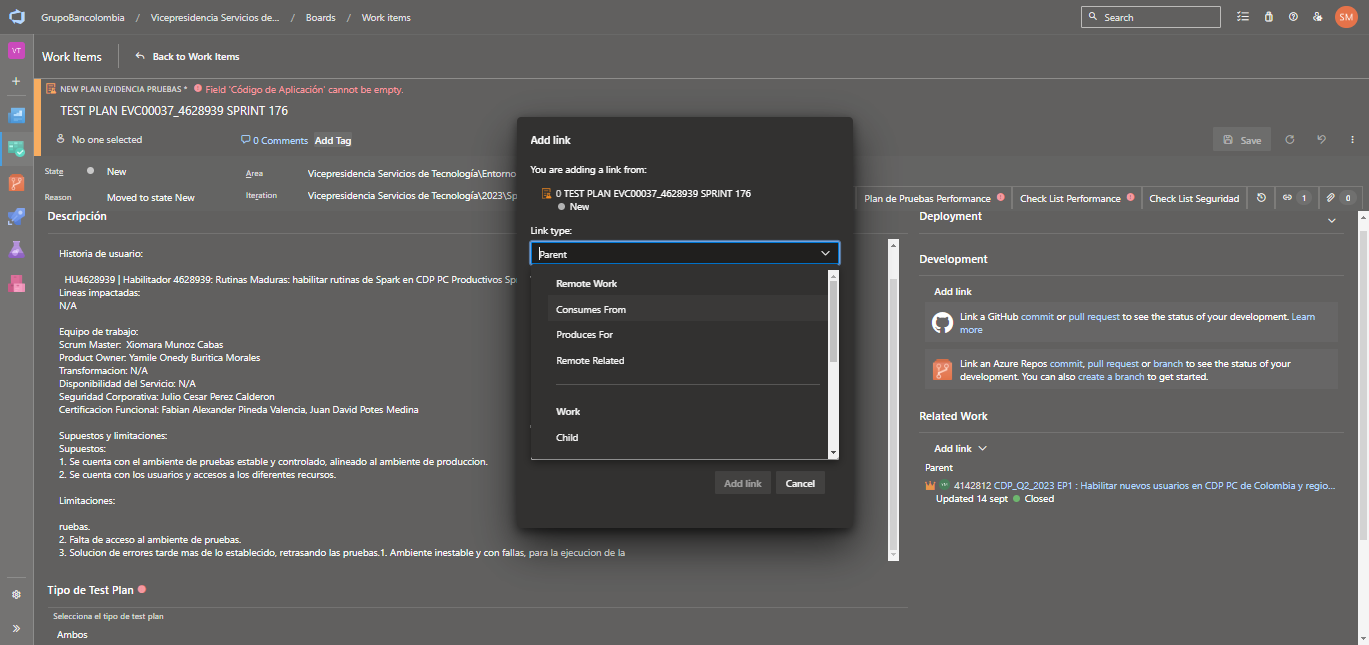 GrupoBancolombia / Vicepresidencia Servicios de... / Boards / Work items
Search
SM
VT
Work Items
Back to Work Items
NEW PLAN EVIDENCIA PRUEBAS * Field 'Código de Aplicación' cannot be empty.
TEST PLAN EVC00037_4628939 SPRINT 176
No one selected
0 Comments
Add Tag
Save
State
New
Area
Vicepresidencia Servicios de Tecnología\Entorno
Reason
Moved to state New
Iteration
Vicepresidencia Servicios de Tecnología\2023\Sp
Plan de Pruebas Performance
Check List Performance
Check List Seguridad
1
0
Descripción
Historia de usuario:
HU4628939 | Habilitador 4628939: Rutinas Maduras: habilitar rutinas de Spark en CDP PC Productivos Sp
Lineas impactadas:
N/A
Equipo de trabajo:
Scrum Master: Xiomara Munoz Cabas
Product Owner: Yamile Onedy Buritica Morales
Transformacion: N/A
Disponibilidad del Servicio: N/A
Seguridad Corporativa: Julio Cesar Perez Calderon
Certificacion Funcional: Fabian Alexander Pineda Valencia, Juan David Potes Medina
Supuestos y limitaciones:
Supuestos:
1. Se cuenta con el ambiente de pruebas estable y controlado, alineado al ambiente de produccion.
2. Se cuenta con los usuarios y accesos a los diferentes recursos.
Limitaciones:
ruebas.
2. Falta de acceso al ambiente de pruebas.
3. Solucion de errores tarde mas de lo establecido, retrasando las pruebas.1. Ambiente inestable y con fallas, para la ejecucion de la
Tipo de Test Plan
Selecciona el tipo de test plan
Ambos
Add link
You are adding a link from:
0 TEST PLAN EVC00037_4628939 SPRINT 176
New
Link type:
Parent
Remote Work
Consumes From
Produces For
Remote Related
Work
Child
Add link
Cancel
Deployment
Development
Add link
Link a GitHub commit or pull request to see the status of your development. Learn
more
Link an Azure Repos commit, pull request or branch to see the status of your
development. You can also create a branch to get started.
Related Work
Add link
Parent
4142812 CDP_Q2_2023 EP1 : Habilitar nuevos usuarios en CDP PC de Colombia y regio...
Updated 14 sept
Closed